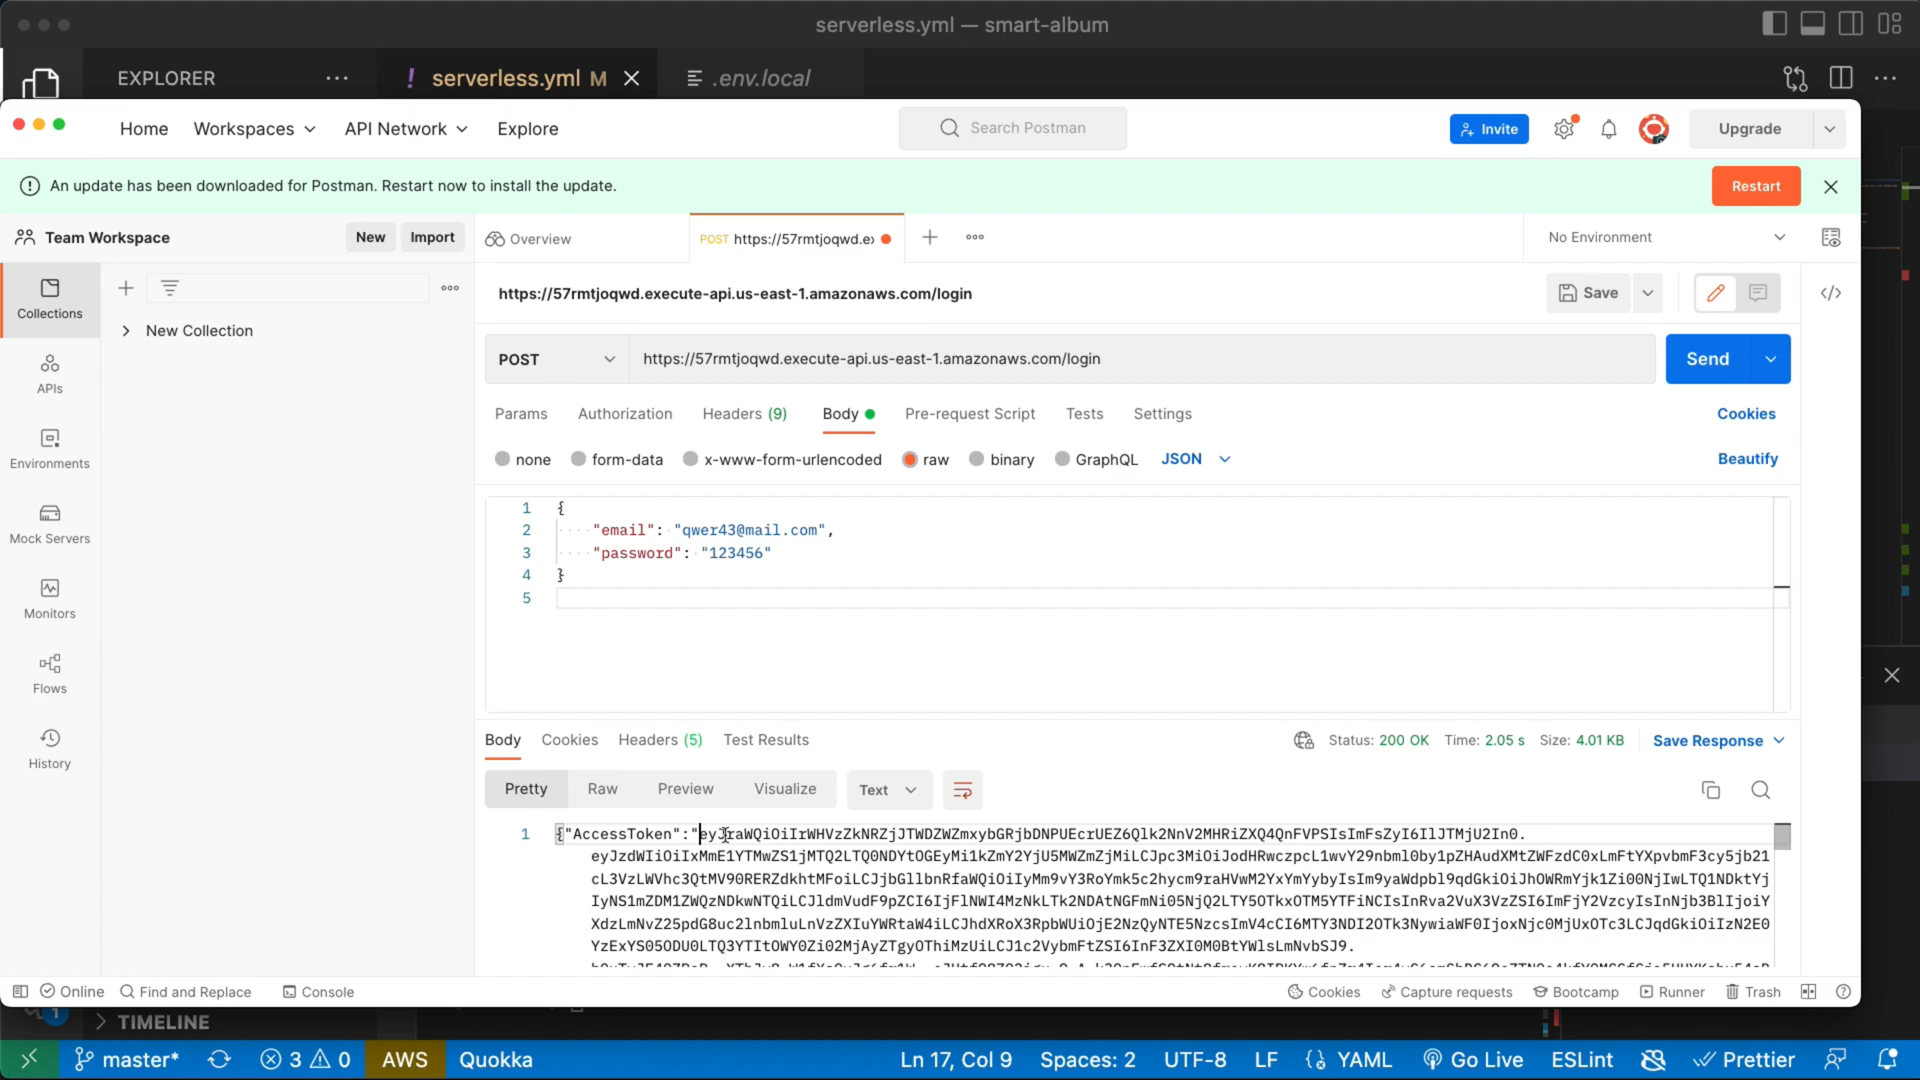 serverless.yml — smart-album
EXPLORER
! serverless.yml M
.env.local
Home Workspaces API Network Explore
Search Postman
Invite
Upgrade
An update has been downloaded for Postman. Restart now to install the update.
Restart
Team Workspace
New
Import
Overview
POST https://57rmtjoqwd.e
No Environment
Collections
New Collection
https://57rmtjoqwd.execute-api.us-east-1.amazonaws.com/login
Save
POST
https://57rmtjoqwd.execute-api.us-east-1.amazonaws.com/login
Send
APIs
Params Authorization Headers (9) Body Pre-request Script Tests Settings
Cookies
Environments
none form-data x-www-form-urlencoded raw binary GraphQL JSON
Beautify
1 {
2 "email": "qwer43@mail.com",
3 "password": "123456"
4 }
5
Mock Servers
Monitors
Flows
History
Body Cookies Headers (5) Test Results
Status: 200 OK Time: 2.05 s Size: 4.01 KB
Save Response
Pretty Raw Preview Visualize Text
1 {"AccessToken":"
Online Find and Replace Console
Cookies Capture requests Bootcamp Runner Trash
1
TIMELINE
master* 3 0 AWS Quokka
Ln 17, Col 9 Spaces: 2 UTF-8 LF YAML Go Live ESLint Prettier